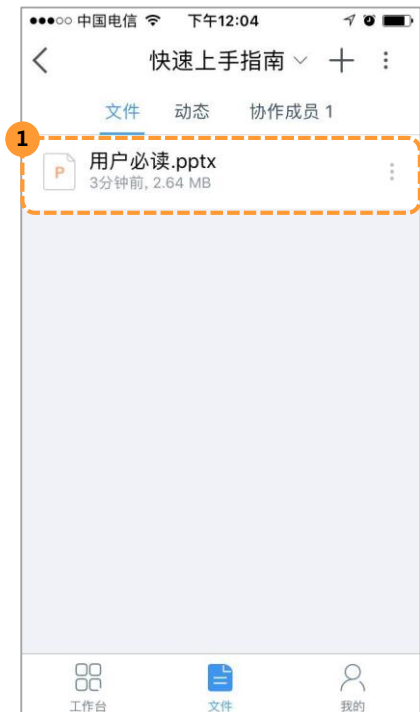 中国电信 下午12:04
快速上手指南
文件 动态 协作成员 1
1
P 用户必读.pptx
3分钟前, 2.64 MB
工作台 文件 我的